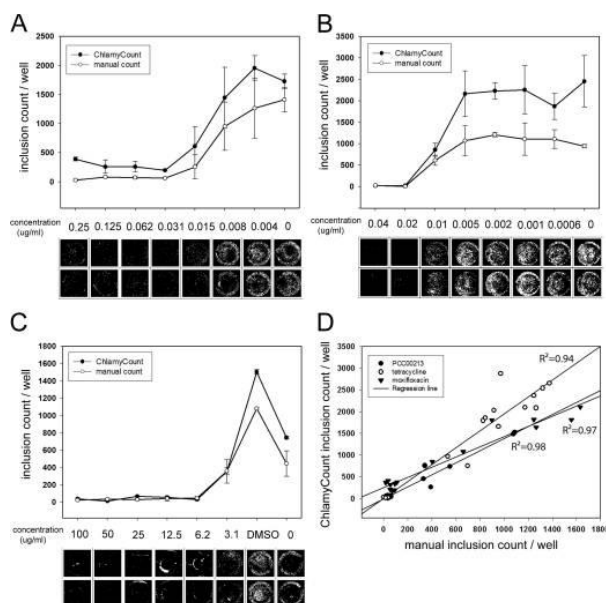 A
2500
2000
1500
1000
500
0
inclusion count / well
ChlamyCount
manual count
concentration
(ug/ml)
0.25 0.125 0.062 0.031 0.015 0.008 0.004 0
B
3500
3000
2500
2000
1500
1000
500
0
inclusion count / well
ChlamyCount
manual count
concentration
(ug/ml)
0.04 0.02 0.01 0.005 0.002 0.001 0.0006 0
C
1800
1600
1400
1200
1000
800
600
400
200
0
inclusion count / well
ChlamyCount
manual count
concentration
(ug/ml)
100 50 25 12.5 6.2 3.1 DMSO 0
D
3500
3000
2500
2000
1500
1000
500
0
ChlamyCount inclusion count / well
PCC00213
tetracycline
moxifloxacin
Regression line
R²=0.94
R²=0.97
R²=0.98
0 200 400 600 800 1000 1200 1400 1600 1800
manual inclusion count / well